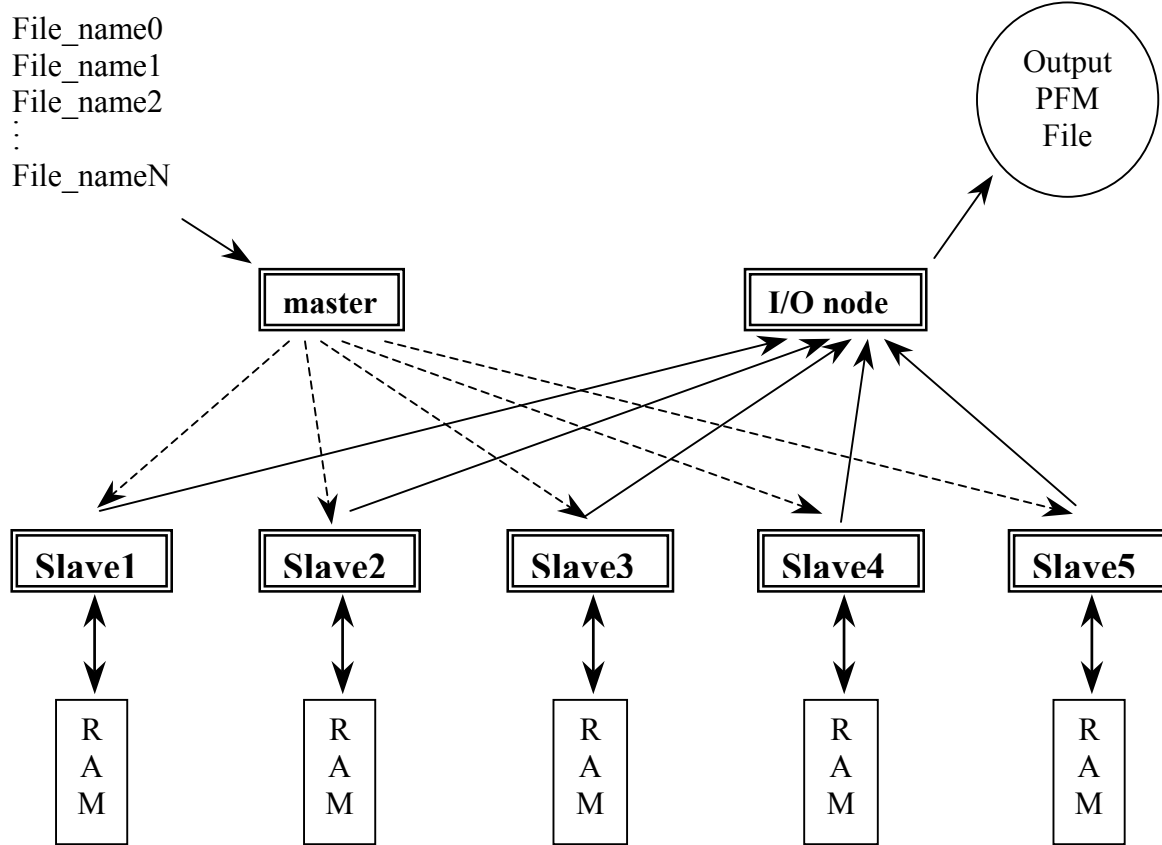 File_name0
File_name1
File_name2
⋮
File_nameN
Output
PFM
File
master
I/O node
Slave1
Slave2
Slave3
Slave4
Slave5
R
A
M
R
A
M
R
A
M
R
A
M
R
A
M